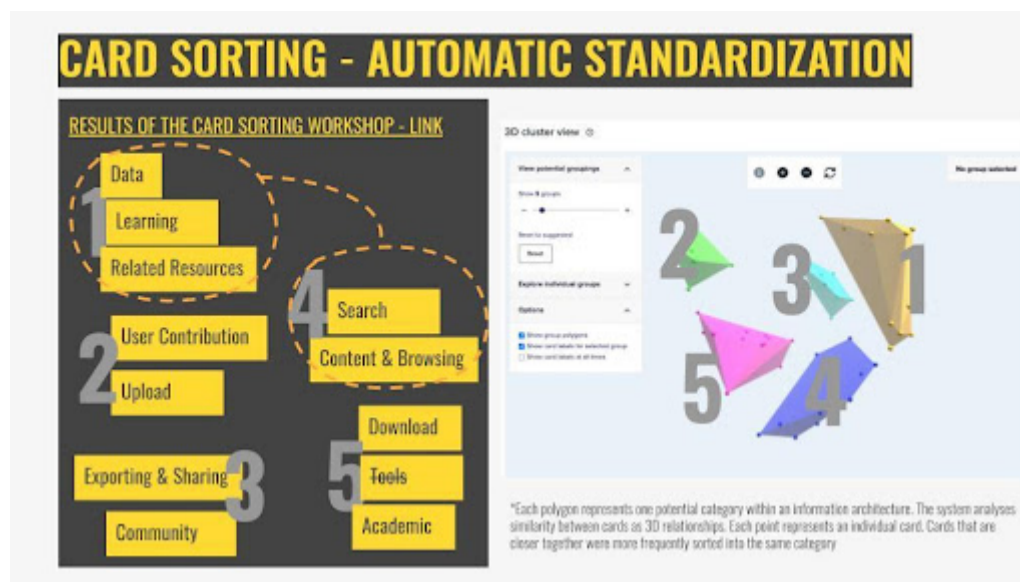 CARD SORTING - AUTOMATIC STANDARDIZATION
RESULTS OF THE CARD SORTING WORKSHOP - LINK
1
Data
Learning
Related Resources
2
User Contribution
Upload
3
Exporting & Sharing
Community
4
Search
Content & Browsing
5
Download
Tools
Academic
3D cluster view
View potential groupings
Show 5 groups
Reset to suggested
Reset
Explore individual groups
Options
Show group polygons
Show card labels for selected group
Show card labels at all times
No group selected
2
3
1
5
4
*Each polygon represents one potential category within an information architecture. The system analyses
similarity between cards as 3D relationships. Each point represents an individual card. Cards that are
closer together were more frequently sorted into the same category